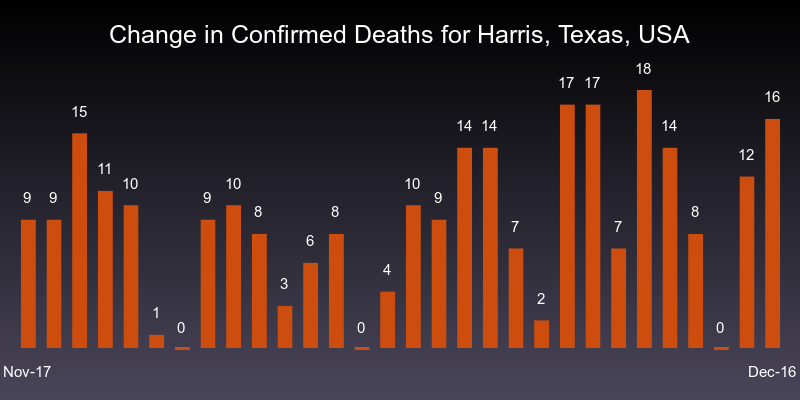 Change in Confirmed Deaths for Harris, Texas, USA
9 9 15 11 10 1 0 9 10 8 3 6 8 0 4 10 9 14 14 7 2 17 17 7 18 14 8 0 12 16
Nov-17 Dec-16